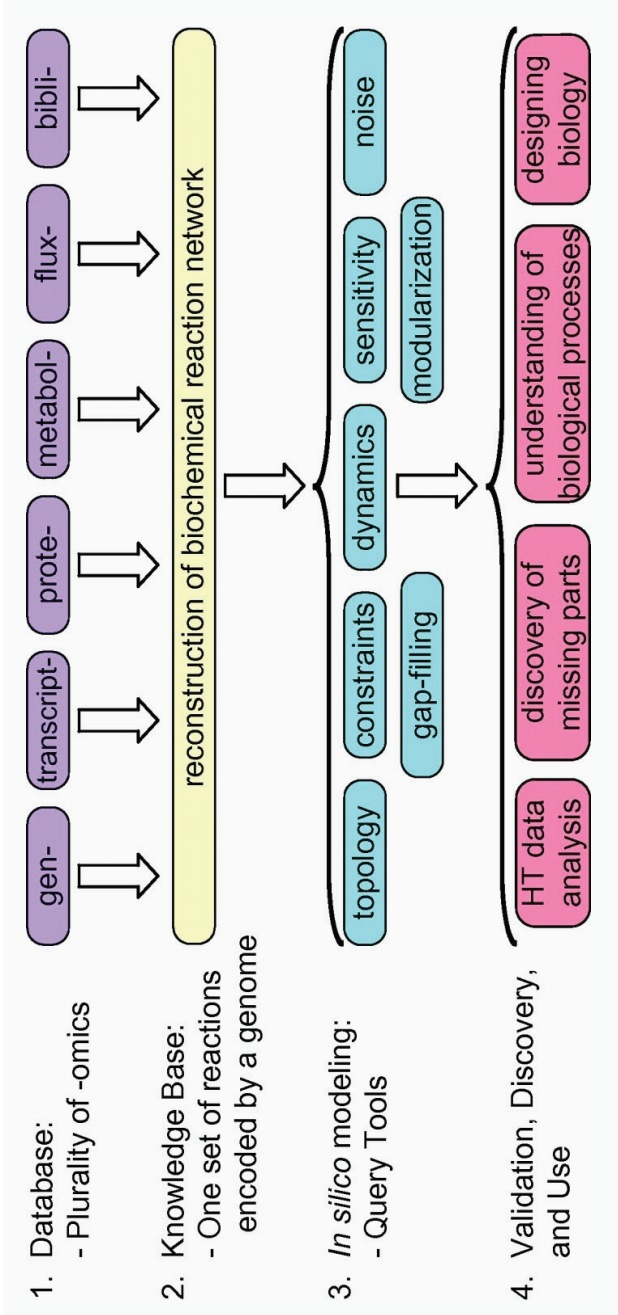 1. Database:
- Plurality of -omics
gen-
transcript-
prote-
metabol-
flux-
bibli-
2. Knowledge Base:
- One set of reactions
encoded by a genome
reconstruction of biochemical reaction network
3. In silico modeling:
- Query Tools
topology
constraints
dynamics
sensitivity
noise
gap-filling
modularization
4. Validation, Discovery,
and Use
HT data
analysis
discovery of
missing parts
understanding of
biological processes
designing
biology